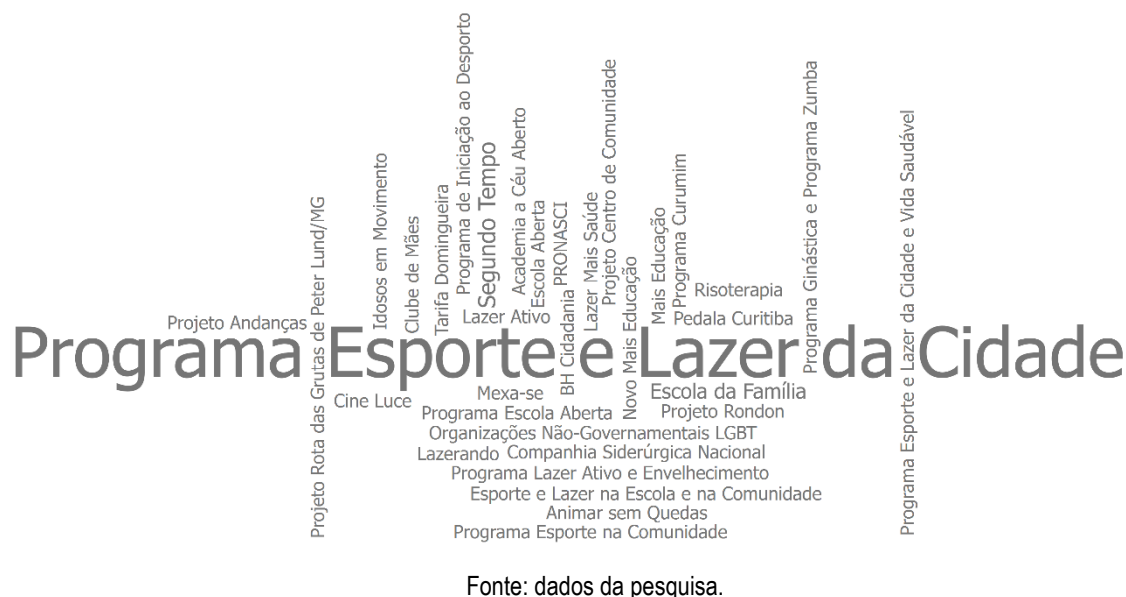 Projeto Andanças
Projeto Rota das Grutas de Peter Lund/MG
Idosos em Movimento
Clube de Mães
Tarifa Domingueira
Programa de Iniciação ao Desporto
Segundo Tempo
Academia a Céu Aberto
Escola Aberta
PRONASCI
Lazer Mais Saúde
Projeto Centro de Comunidade
Mais Educação
Programa Curumim
Risoterapia
Programa Ginástica e Programa Zumba
Programa Esporte e Lazer da Cidade e Vida Saudável
Lazer Ativo
BH Cidadania
Novo Mais Educação
Pedala Curitiba
Programa Esporte e Lazer da Cidade
Cine Luce
Mexa-se
Escola da Família
Programa Escola Aberta
Projeto Rondon
Organizações Não-Governamentais LGBT
Lazerando
Companhia Siderúrgica Nacional
Programa Lazer Ativo e Envelhecimento
Esporte e Lazer na Escola e na Comunidade
Animar sem Quedas
Programa Esporte na Comunidade
Fonte: dados da pesquisa.